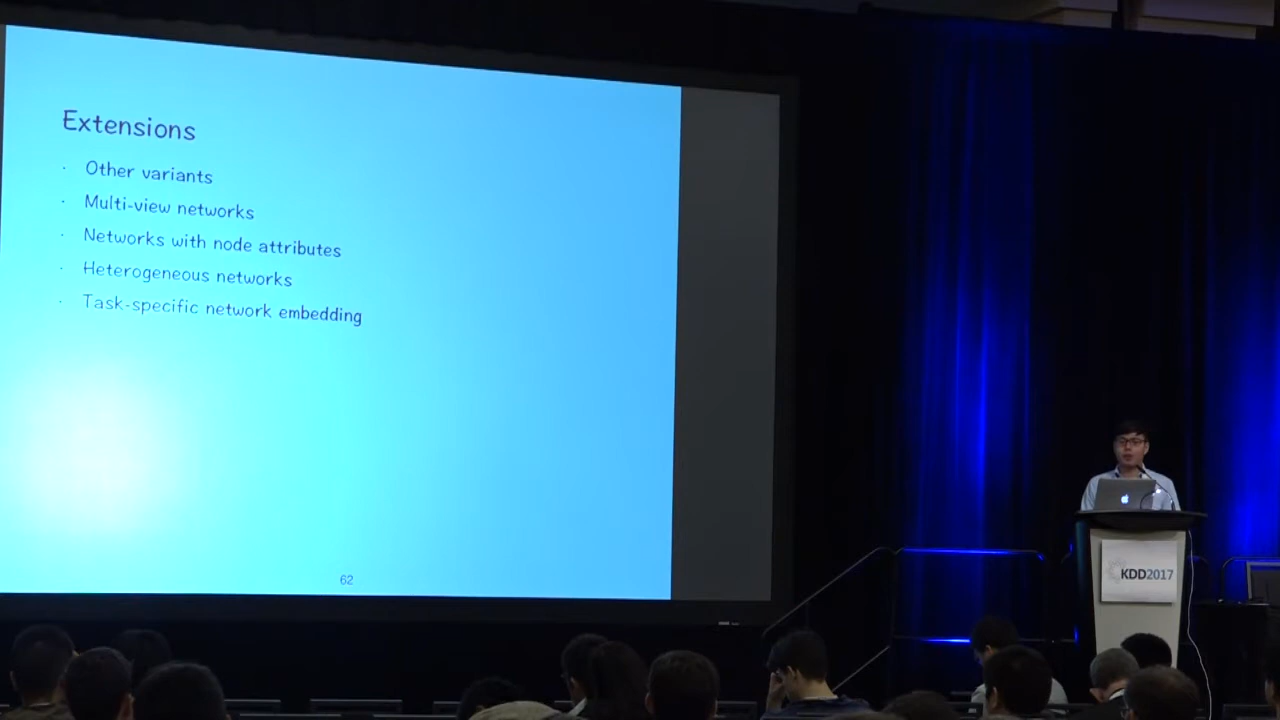 Extensions
· Other variants
· Multi-view networks
· Networks with node attributes
· Heterogeneous networks
· Task-specific network embedding
62
KDD2017